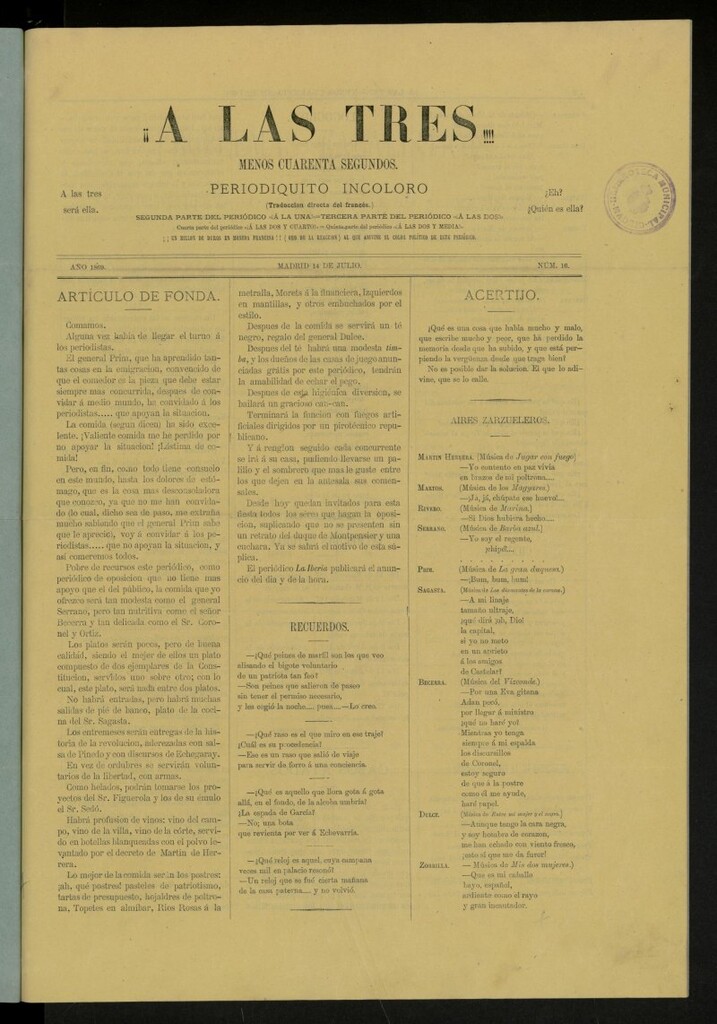 ¡¡A LAS TRES!!!!
MENOS CUARENTA SEGUNDOS.
A las tres
será ella.
PERIODIQUITO INCOLORO
(Traduccion directa del francés.)
¡Eh?
¡Quién es ella?
SEGUNDA PARTE DEL PERIÓDICO «Á LA UNA»—TERCERA PARTE DEL PERIÓDICO «Á LAS DOS»
Cuarta parte del periódico «Á LAS DOS Y CUARTO»—Quinta parte del periódico «Á LAS DOS Y MEDIA».
AÑO 1869.
MADRID 14 DE JULIO.
NÚM. 10.
ARTÍCULO DE FONDA.
Comamos.
Alguna vez habia de llegar el turno á
los periodistas.
El general Prim, que ha aprendido tan-
tas cosas en la emigracion, convencido de
que el comedor es la pieza que debe estar
siempre mas concurrida, despues de con-
vidar á medio mundo, ha convidado á los
periodistas..... que apoyan la situacion.
La comida (segun dicen) ha sido exce-
lente. ¡Valiente comida me he perdido por
no apoyar la situacion! ¡Lástima de co-
mida!
Pero, en fin, como todo tiene consuelo
en este mundo, hasta los dolores de estó-
mago, que es la cosa mas desconsoladora
que conozco, ya que no me han convida-
do de cual, dicho sea de paso, me extraña
mucho sabiendo que el general Prim sabe
que le aprecio), voy á convidar á los pe-
riodistas..... que no apoyan la situacion, y
así comeremos todos.
Pobre de recursos este periódico, como
periódico de oposicion que no tiene mas
apoyo que el del público, la comida que yo
ofrezco será tan modesta como el general
Serrano, pero tan nutritiva como el señor
Becerra y tan delicada como el Sr. Coro-
nel y Ortiz.
Los platos serán pocos, pero de buena
calidad, siendo el mejor de ellos un plato
compuesto de dos ejemplares de la Cons-
titucion, servidos uno sobre otro; con lo
cual, este plato, será nada entre dos platos.
No habrá entradas, pero habrá muchas
salidas de pié de banco, plato de la coci-
na del Sr. Sagasta.
Los entremeses serán entregas de la his-
toria de la revolucion, aderezadas con sal-
sa de Pinedo y con discursos de Echegaray.
En vez de ordubres se servirán volun-
tarios de la libertad, con armas.
Como helados, podrán tomarse los pro-
yectos del Sr. Figuerola y los de su cuñado
el Sr. Sedó.
Habrá profusion de vinos: vino del cam-
po, vino de la villa, vino de la córte, servi-
do en botellas blanqueadas con el polvo le-
vantado por el decreto de Martin de Her-
rera.
Lo mejor de la comida serán los postres:
¡ah, qué postres! pasteles de patriotismo,
tartas de presupuesto, hojaldres de poltro-
na, Topetes en almíbar, Rios Rosas á la
metralla, Morets á la financiera, Izquierdos
en mantillas, y otros embuchados por el
estilo.
Despues de la comida se servirá un té
negro, regalo del general Dulce.
Despues del té habrá una modesta tim-
ba, y los dueños de las casas de juego anun-
ciadas grátis por este periódico, tendrán
la amabilidad de echar el pego.
Despues de esta higiénica diversion, se
bailará un gracioso can-can.
Terminará la funcion con fuegos arti-
ficiales dirigidos por un pirotécnico repu-
blicano.
Y á renglon seguido cada concurrente
se irá á su casa, pudiendo llevarse un pa-
lillo y el sombrero que mas le guste entre
los que dejen en la antesala sus comen-
sales.
Desde hoy quedan invitados para esta
fiesta todos los séres que hagan la oposi-
cion, suplicando que no se presenten sin
un retrato del duque de Montpensier y una
cuchara. Ya se sabrá el motivo de esta sú-
plica.
El periódico La Iberia publicará el anun-
cio del dia y de la hora.
RECUERDOS.
—¡Qué peines de marfil son los que veo
alisando el bigote voluntario
de un patriota tan feo?
—Son peines que salieron de paseo
sin tener el permiso necesario,
y les cogió la noche... pues...—Lo creo.
—¡Qué raso es el que miro en ese traje?
¡Cuál es su procedencia?
—Ese es un raso que salió de viaje
para servir de forro á una conciencia.
—¡Qué es aquello que llora gota á gota
allá, en el fondo, de la alcoba umbría?
¡La espada de García?
—No; una bota
que revienta por ver á Echevarría.
—¡Qué reloj es aquel, cuya campana
veces mil en palacio resonó?
—Un reloj que se fué cierta mañana
de la casa paterna... y no volvió.
ACERTIJO.
¡Qué es una cosa que habla mucho y malo,
que escribe mucho y peor, que há perdido la
memoria desde que ha subido, y que está per-
piendo la vergüenza desde que traga bien?
No es posible dar la solucion. El que lo adi-
vine, que se lo calle.
AIRES ZARZUELEROS.
MARTIN HERRERA. (Música de Jugar con fuego)
—Yo contento en paz vivia
en brazos de mi poltrona...
MARTOS. (Música de los Magyares.)
—¡Ja, já, chúpate ese huevo!...
RIVERO. (Música de Marina.)
—Si Dios hubiera hecho...
SERRANO. (Música de Barba azul.)
—Yo soy el regente,
¡chipé!...
PRIM. (Música de La gran duquesa.)
—¡Bum, bum, bum!
SAGASTA. (Música de Los diamantes de la corona.)
—A mi linaje
tamaño ultraje,
¡qué dirá ¡ah, Dios!
la capital,
si yo no meto
en un aprieto
á los amigos
de Castelar?
BECERRA. (Música del Vizconde.)
—Por una Eva gitana
Adan pecó,
por llegar á ministro
¡qué no haré yo!
Mientras yo tenga
siempre á mi espalda
los discursillos
de Coronel,
estoy seguro
de que á la postre
como él me ayude,
haré papel.
DULCE.
—Aunque tengo la cara negra,
y soy hombre de corazon,
me han echado con viento fresco,
¡esto sí que me da furor!
ZORRILLA. —Música de Mis dos mujeres.)
—Que es mi caballo
bayo, español,
ardiente como el rayo
y gran incitador.